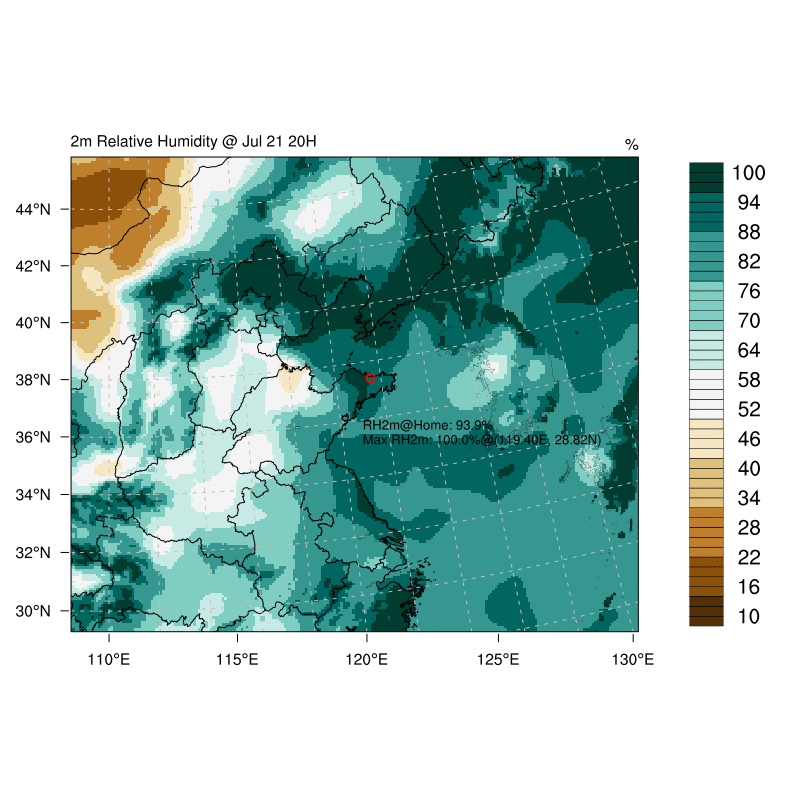 2m Relative Humidity @ Jul 21 20H
%
100
94
88
82
76
70
64
58
52
46
40
34
28
22
16
10
44°N
42°N
40°N
38°N
36°N
34°N
32°N
30°N
RH2m@Home: 93.9%
Max RH2m: 100.0%@(119.40E, 28.82N)
110°E 115°E 120°E 125°E 130°E